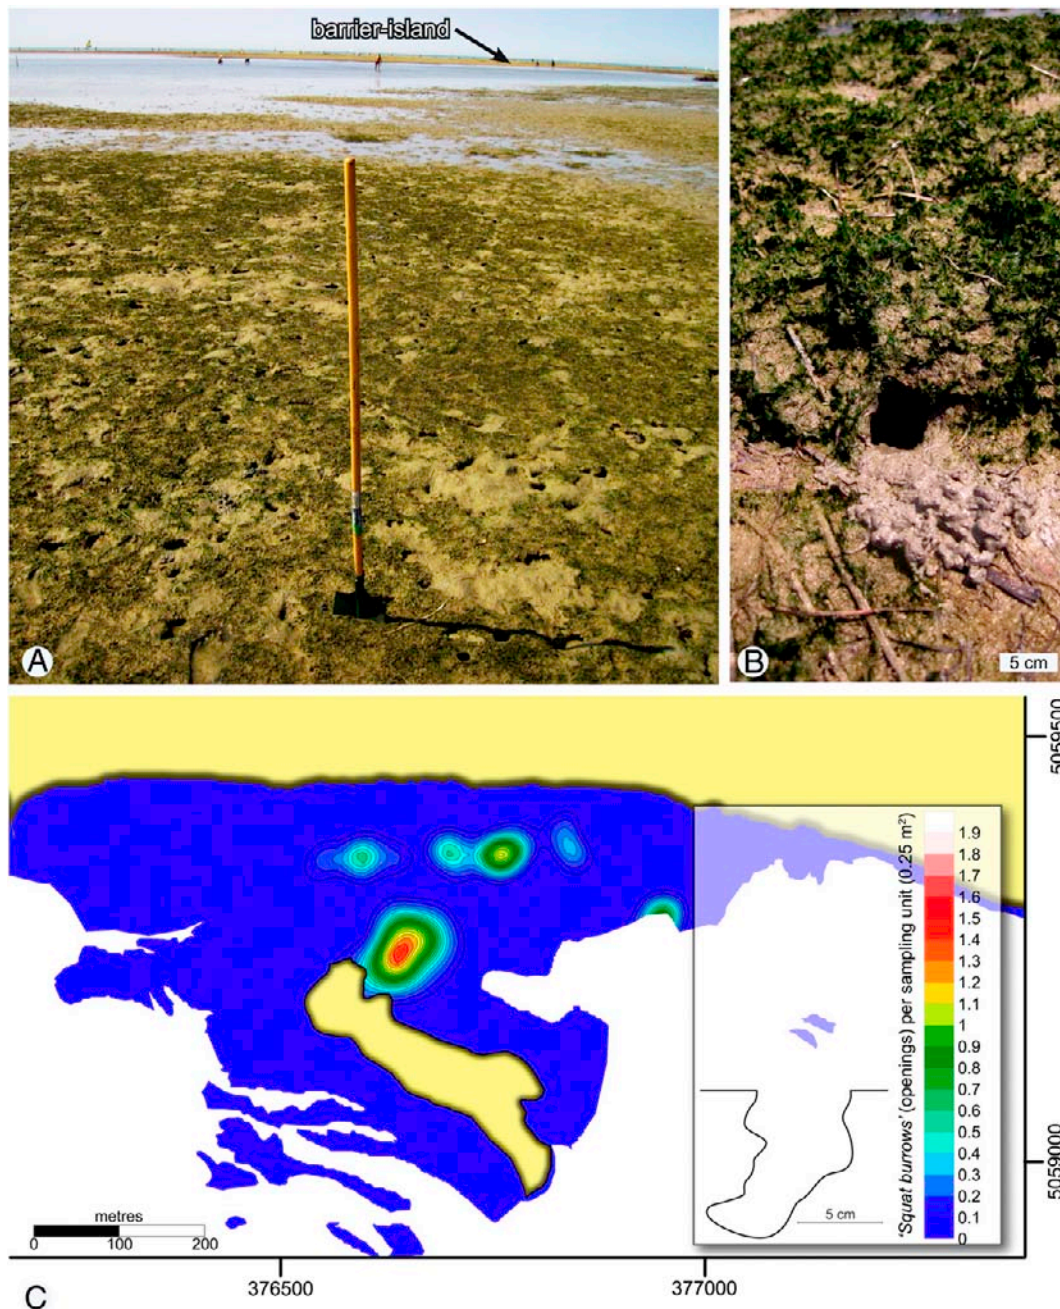 barrier-island
A
B
5 cm
5059500
'Squat burrows' (openings) per sampling unit (0.25 m²)
1.9
1.8
1.7
1.6
1.5
1.4
1.3
1.2
1.1
1
0.9
0.8
0.7
0.6
0.5
0.4
0.3
0.2
0.1
0
5059000
5 cm
metres
0 100 200
C
376500 377000